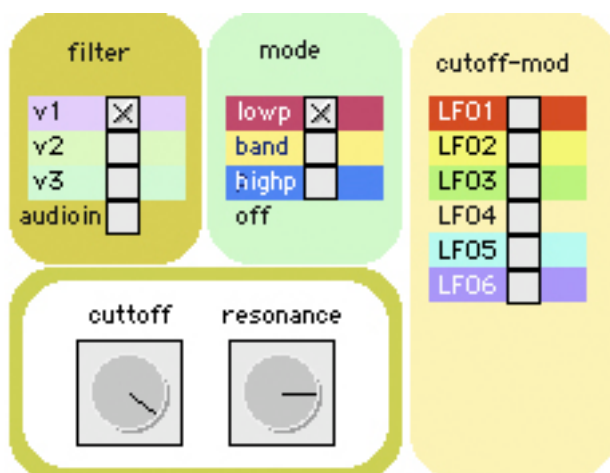 filter
v1
v2
v3
audioin
mode
lowp
band
highp
off
cutoff-mod
LFO1
LFO2
LFO3
LFO4
LFO5
LFO6
cuttoff
resonance